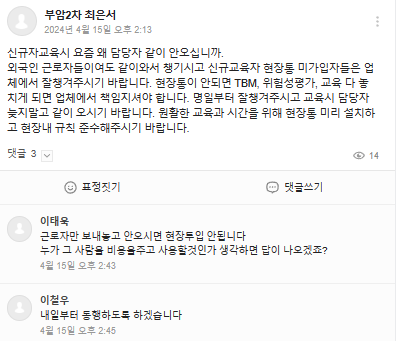 부암2차 최은서
2024년 4월 15일 오후 2:13
신규자교육시 요즘 왜 담당자 같이 안오십니까.
외국인 근로자들이여도 같이와서 챙기시고 신규교육자 현장통 미가입자들은 업
체에서 잘챙겨주시기 바랍니다. 현장통이 안되면 TBM, 위험성평가, 교육 다 놓
치게 되면 업체에서 책임지셔야 합니다. 명일부터 잘챙겨주시고 교육시 담당자
늦지말고 같이 오시기 바랍니다. 원활한 교육과 시간을 위해 현장통 미리 설치하
고 현장내 규칙 준수해주시기 바랍니다.
댓글 3
14
표정짓기
댓글쓰기
이태욱
근로자만 보내놓고 안오시면 현장투입 안됩니다
누가 그 사람을 비용을주고 사용할것인가 생각하면 답이 나오겠죠?
4월 15일 오후 2:43
이철우
내일부터 동행하도록 하겠습니다
4월 15일 오후 2:45